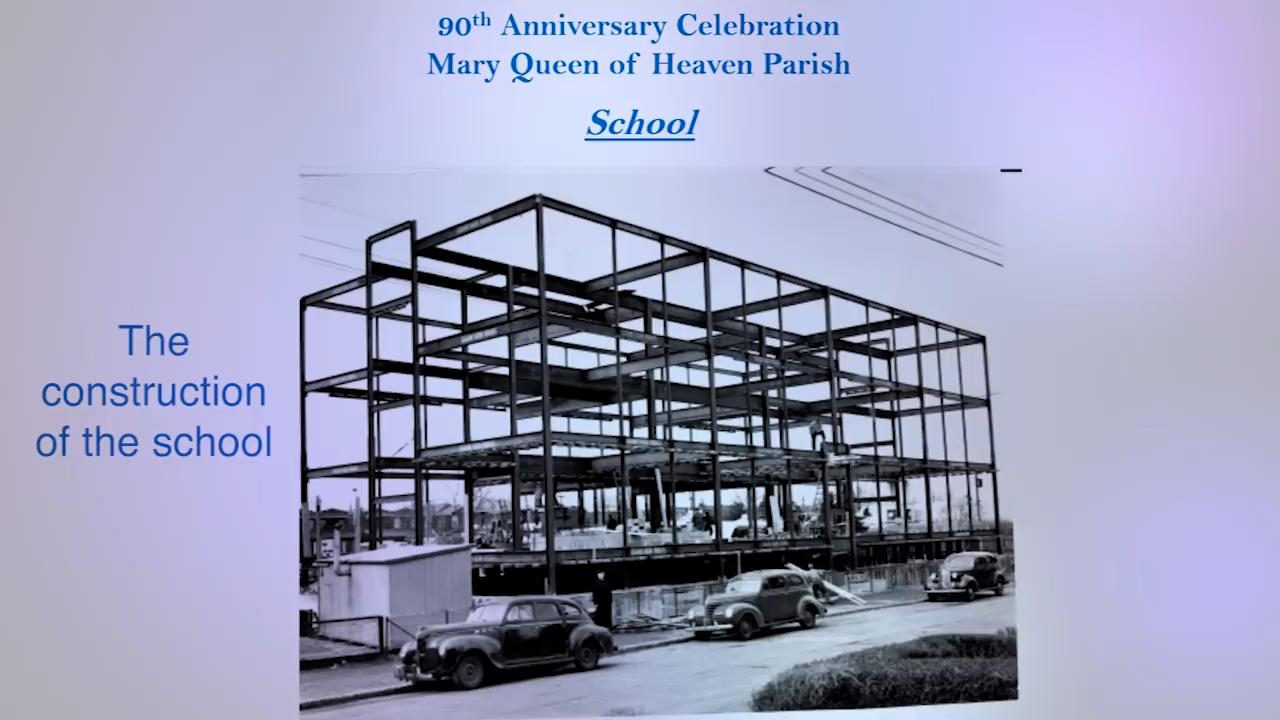 90th Anniversary Celebration
Mary Queen of Heaven Parish
School
The
construction
of the school